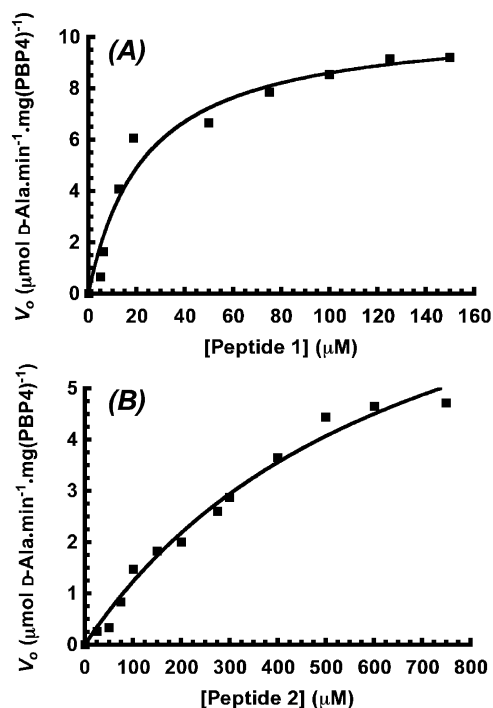 (A)
V₀ (μmol D-Ala.min⁻¹.mg(PBP4)⁻¹)
10
8
6
4
2
0
0 20 40 60 80 100 120 140 160
[Peptide 1] (μM)
(B)
V₀ (μmol D-Ala.min⁻¹.mg(PBP4)⁻¹)
5
4
3
2
1
0
0 100 200 300 400 500 600 700 800
[Peptide 2] (μM)